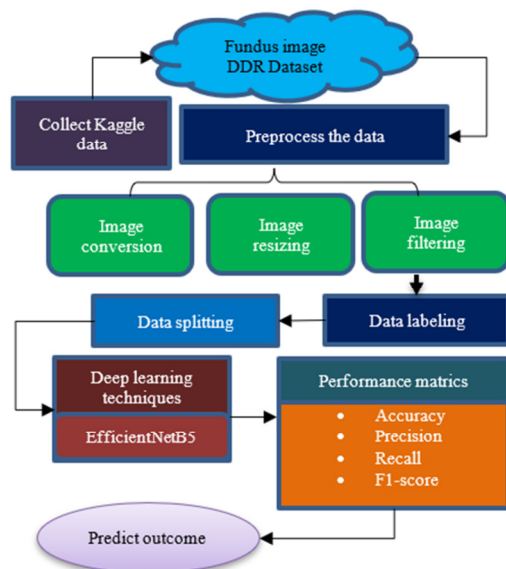 Fundus image
DDR Dataset
Collect Kaggle
data
Preprocess the data
Image
conversion
Image
resizing
Image
filtering
Data splitting
Data labeling
Deep learning
techniques
EfficientNetB5
Performance matrics
• Accuracy
• Precision
• Recall
• F1-score
Predict outcome